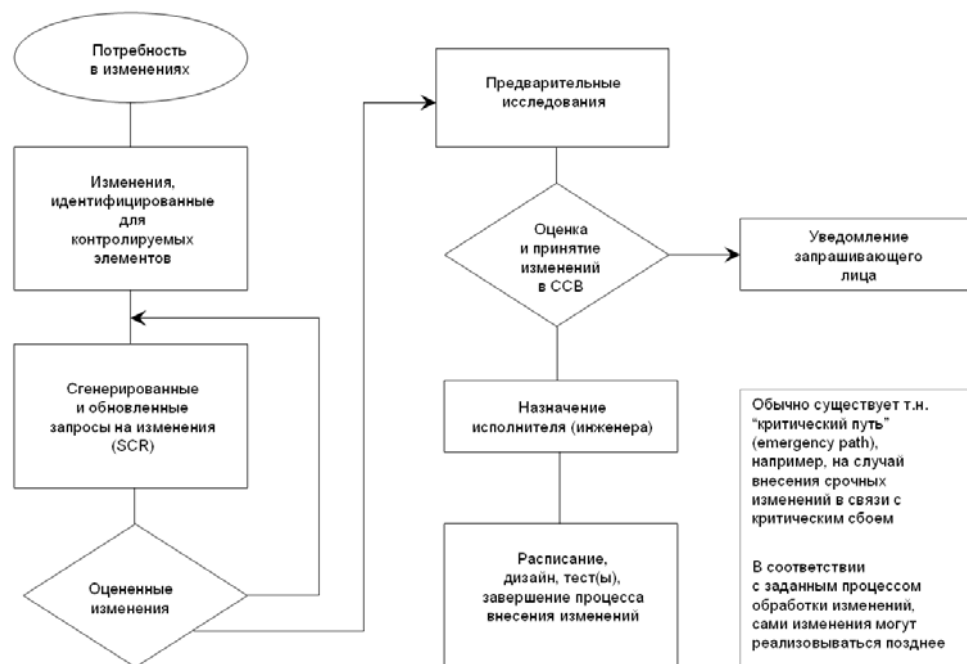 Потребность
в изменениях
Изменения,
идентифицированные
для
контролируемых
элементов
Сгенерированные
и обновленные
запросы на изменения
(SCR)
Оцененные
изменения
Предварительные
исследования
Оценка
и принятие
изменений
в CCB
Уведомление
запрашивающего
лица
Назначение
исполнителя (инженера)
Расписание,
дизайн, тест(ы),
завершение процесса
внесения изменений
Обычно существует т.н.
"критический путь"
(emergency path),
например, на случай
внесения срочных
изменений в связи с
критическим сбоем
В соответствии
с заданным процессом
обработки изменений,
сами изменения могут
реализовываться позднее